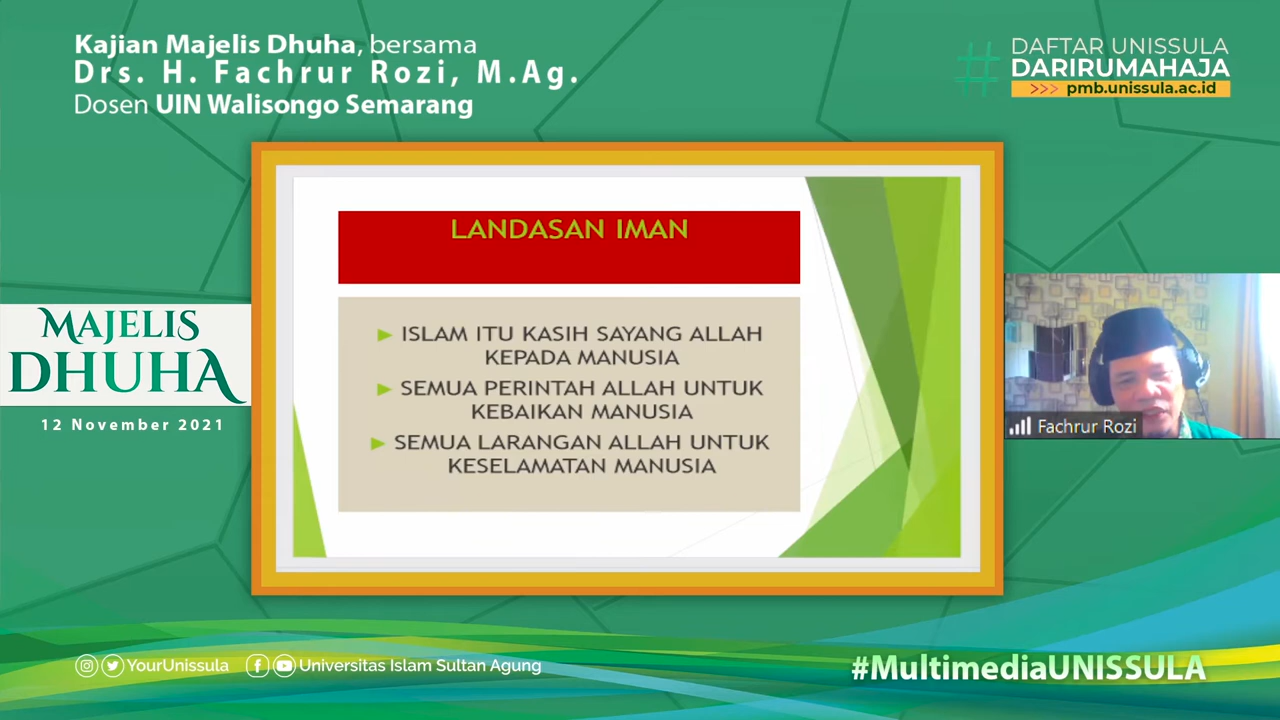 Kajian Majelis Dhuha, bersama
Drs. H. Fachrur Rozi, M.Ag.
Dosen UIN Walisongo Semarang
# DAFTAR UNISSULA
DARIRUMAHAJA
>>> pmb.unissula.ac.id
LANDASAN IMAN
ISLAM ITU KASIH SAYANG ALLAH
KEPADA MANUSIA
SEMUA PERINTAH ALLAH UNTUK
KEBAIKAN MANUSIA
SEMUA LARANGAN ALLAH UNTUK
KESELAMATAN MANUSIA
MAJELIS
DHUHA
12 November 2021
Fachrur Rozi
YourUnissula
Universitas Islam Sultan Agung
#MultimediaUNISSULA